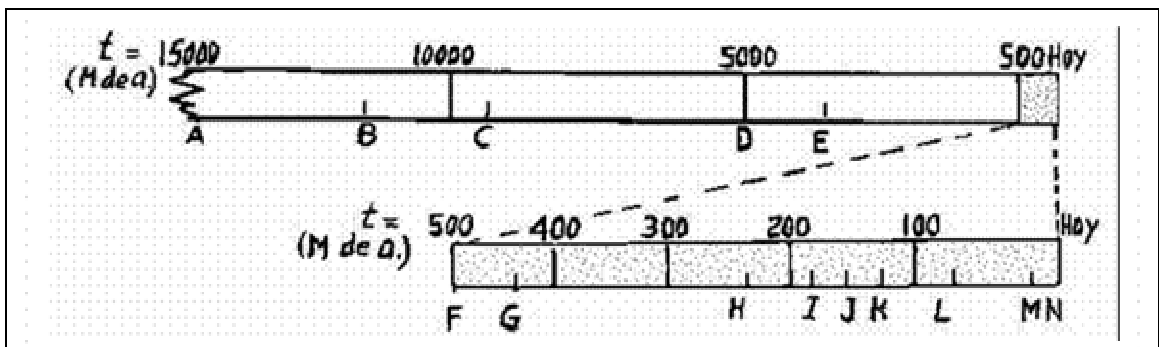 t = 15000 10000 5000 500 Hoy
(M de a)
A B C D E
t = 500 400 300 200 100 Hoy
(M de a.)
F G H I J K L M N